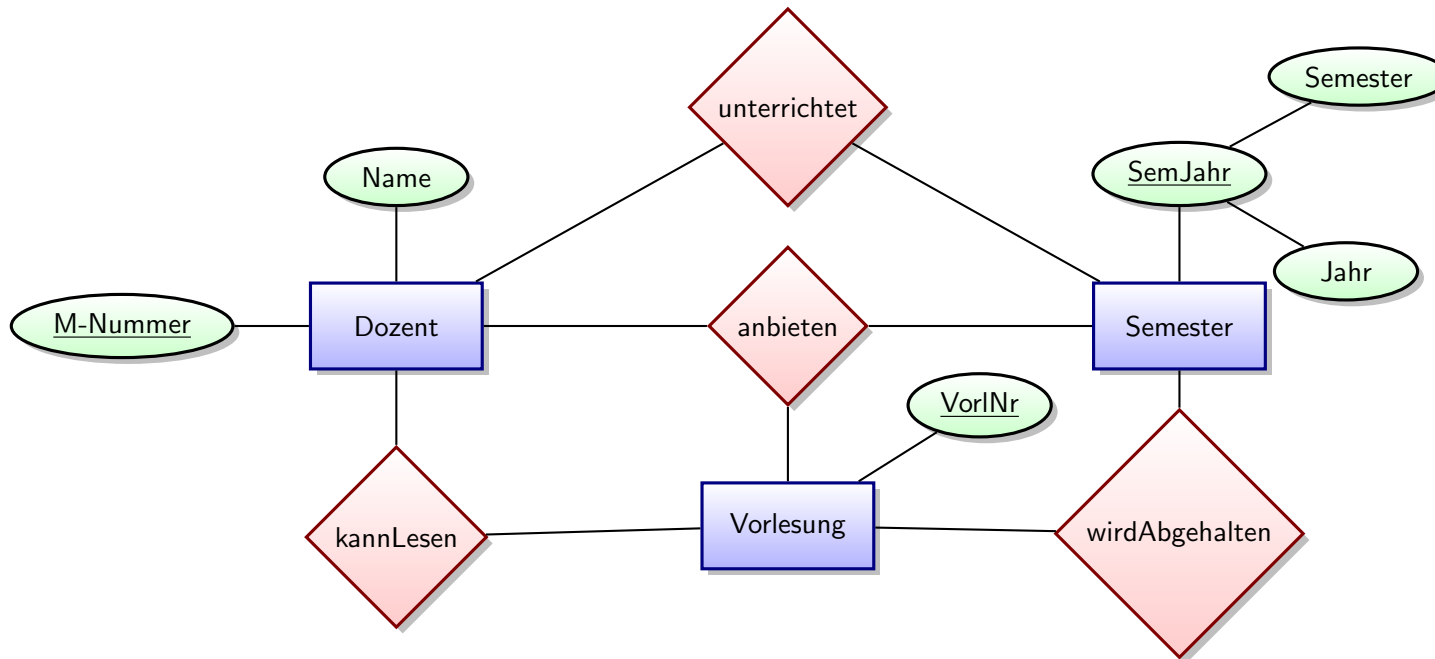 Semester
unterrichtet
SemJahr
Name
Jahr
M-Nummer
Dozent
anbieten
Semester
VorlNr
Vorlesung
kannLesen
wirdAbgehalten